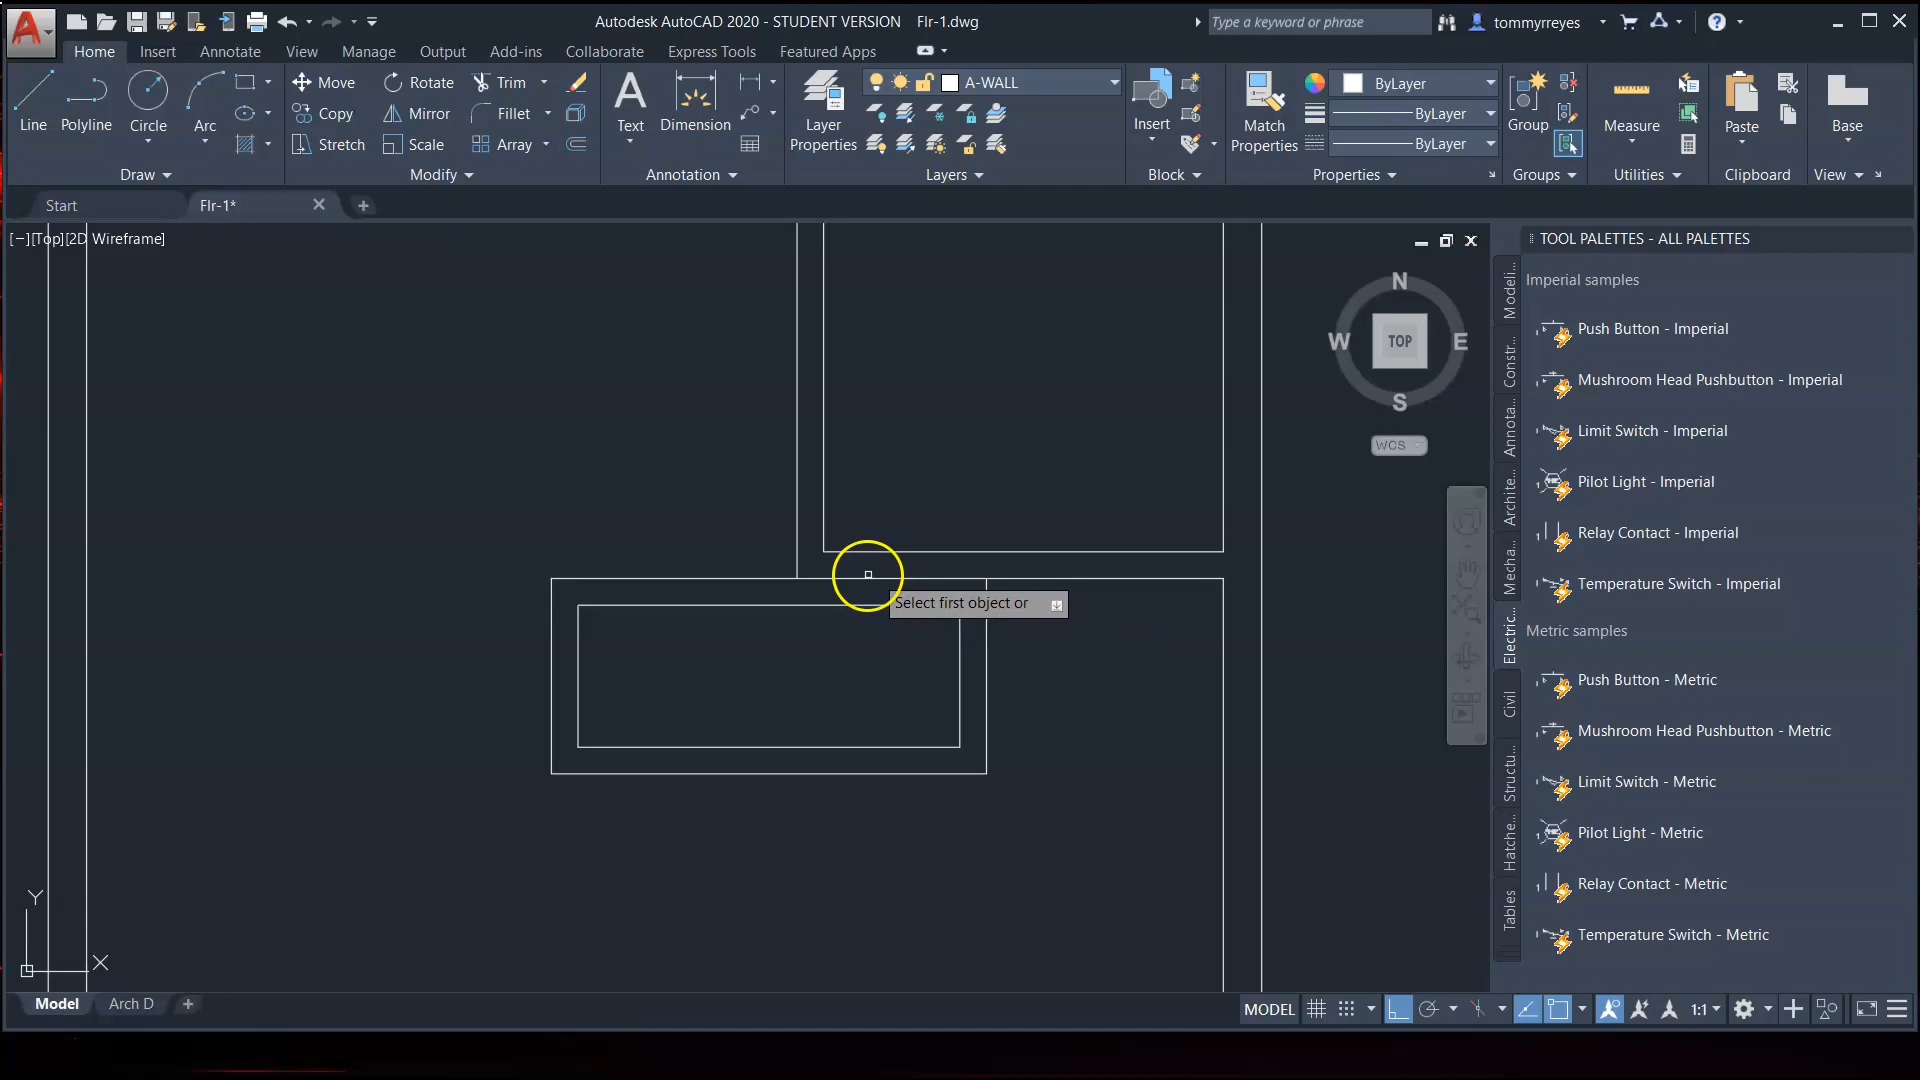 Autodesk AutoCAD 2020 - STUDENT VERSION Flr-1.dwg
Type a keyword or phrase
tommyrreyes
Home Insert Annotate View Manage Output Add-ins Collaborate Express Tools Featured Apps
Line Polyline Circle Arc
Draw
Move Rotate Trim
Copy Mirror Fillet
Stretch Scale Array
Modify
Text Dimension
Annotation
Layer Properties
A-WALL
Layers
Insert
Block
Match Properties
ByLayer
ByLayer
ByLayer
Properties
Group
Groups
Measure
Utilities
Paste
Clipboard
Base
View
Start Flr-1*
[−][Top][2D Wireframe]
N
W TOP E
S
WCS
Select first object or
Y
X
TOOL PALETTES - ALL PALETTES
Modeli...
Constr...
Annota...
Archite...
Mecha...
Electric...
Civil
Structu...
Hatche...
Tables
Imperial samples
Push Button - Imperial
Mushroom Head Pushbutton - Imperial
Limit Switch - Imperial
Pilot Light - Imperial
Relay Contact - Imperial
Temperature Switch - Imperial
Metric samples
Push Button - Metric
Mushroom Head Pushbutton - Metric
Limit Switch - Metric
Pilot Light - Metric
Relay Contact - Metric
Temperature Switch - Metric
Model Arch D
MODEL 1:1